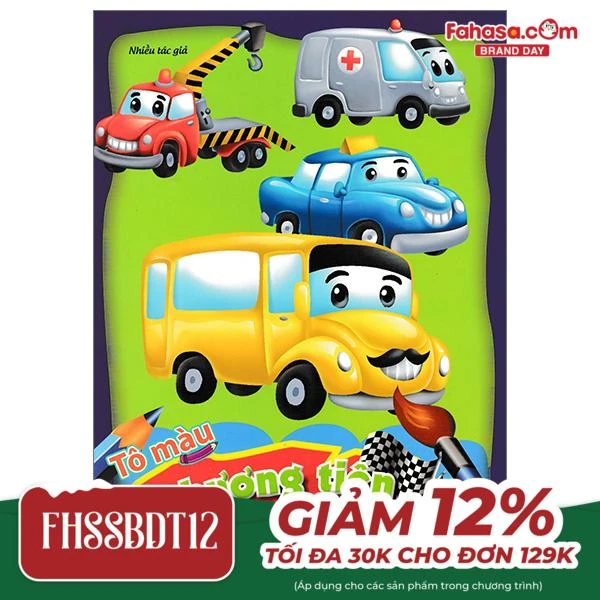 Fahasa.com
BRAND DAY
Nhiều tác giả
Tô màu
tiện
FHSSBDT12
GIẢM 12%
TỐI ĐA 30K CHO ĐƠN 129K
(Áp dụng cho các sản phẩm trong chương trình)